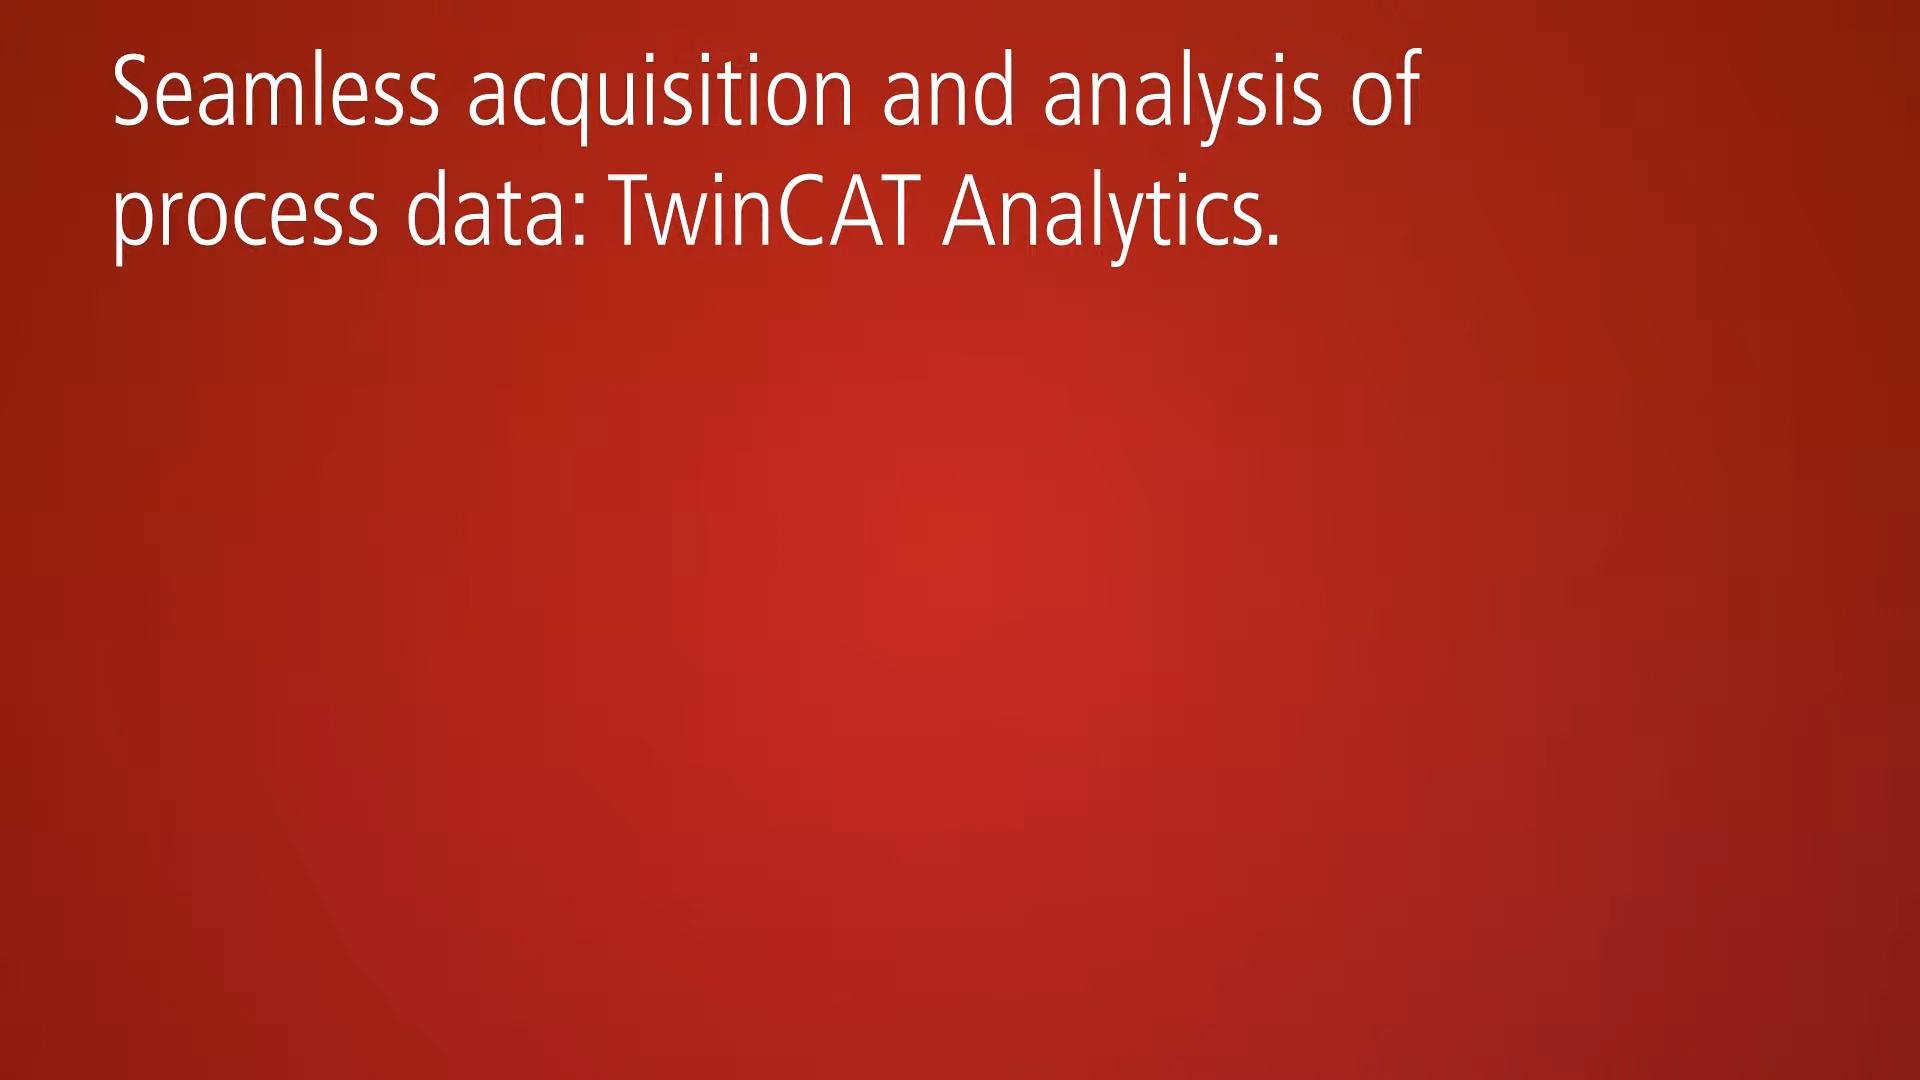 Seamless acquisition and analysis of
process data: TwinCAT Analytics.